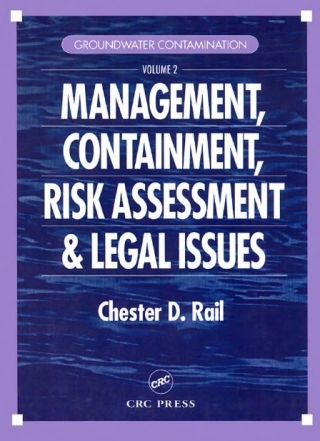 GROUNDWATER CONTAMINATION
VOLUME 2
MANAGEMENT,
CONTAINMENT,
RISK ASSESSMENT
& LEGAL ISSUES
Chester D. Rail
CRC
CRC PRESS